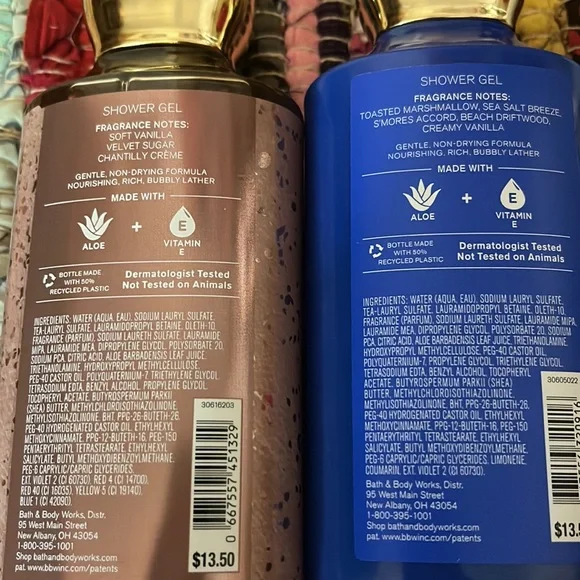 SHOWER GEL
FRAGRANCE NOTES:
SOFT VANILLA
VELVET SUGAR
CHANTILLY CRÈME
GENTLE, NON-DRYING FORMULA
NOURISHING, RICH, BUBBLY LATHER
MADE WITH
ALOE
+
E
VITAMIN
E
BOTTLE MADE
WITH 50%
RECYCLED PLASTIC
Dermatologist Tested
Not Tested on Animals
INGREDIENTS: WATER (AQUA, EAU), SODIUM LAURYL SULFATE,
TEA-LAURYL SULFATE, LAURAMIDOPROPYL BETAINE, OLETH-10,
FRAGRANCE (PARFUM), SODIUM LAURETH SULFATE, LAURAMIDE
MIPA, LAURAMIDE MEA, DIPROPYLENE GLYCOL, POLYSORBATE 20,
SODIUM PCA, CITRIC ACID, ALOE BARBADENSIS LEAF JUICE,
TRIETHANOLAMINE, HYDROXYPROPYL METHYLCELLULOSE,
PEG-40 CASTOR OIL, POLYQUATERNIUM-7, TRIETHYLENE GLYCOL,
TETRASODIUM EDTA, BENZYL ALCOHOL, PROPYLENE GLYCOL,
TOCOPHERYL ACETATE, BUTYROSPERMUM PARKII (SHEA)
BUTTER, METHYLCHLOROISOTHIAZOLINONE,
METHYLISOTHIAZOLINONE, BHT, PPG-26-BUTETH-26,
PEG-40 HYDROGENATED CASTOR OIL, ETHYLHEXYL
METHOXYCINNAMATE, PPG-12-BUTETH-16, PEG-150
PENTAERYTHRITYL TETRASTEARATE, ETHYLHEXYL
SALICYLATE, BUTYL METHOXYDIBENZOYLMETHANE,
PEG-6 CAPRYLIC/CAPRIC GLYCERIDES,
EXT. VIOLET 2 (CI 60730), RED 4 (CI 14700),
RED 40 (CI 16035), YELLOW 5 (CI 19140),
BLUE 1 (CI 42090).
Bath & Body Works, Distr.
95 West Main Street
New Albany, OH 43054
1-800-395-1001
Shop bathandbodyworks.com
pat. www.bbwinc.com/patents
30616203
0 667557 451329
$13.50
SHOWER GEL
FRAGRANCE NOTES:
TOASTED MARSHMALLOW, SEA SALT BREEZE,
S'MORES ACCORD, BEACH DRIFTWOOD,
CREAMY VANILLA
GENTLE, NON-DRYING FORMULA
NOURISHING, RICH, BUBBLY LATHER
MADE WITH
ALOE
+
E
VITAMIN
E
BOTTLE MADE
WITH 50%
RECYCLED PLASTIC
Dermatologist Tested
Not Tested on Animals
INGREDIENTS: WATER (AQUA, EAU), SODIUM LAURYL SULFATE,
TEA-LAURYL SULFATE, LAURAMIDOPROPYL BETAINE, OLETH-10,
FRAGRANCE (PARFUM), SODIUM LAURETH SULFATE, LAURAMIDE MIPA,
LAURAMIDE MEA, DIPROPYLENE GLYCOL, POLYSORBATE 20, SODIUM
PCA, CITRIC ACID, ALOE BARBADENSIS LEAF JUICE, TRIETHANOLAMINE,
HYDROXYPROPYL METHYLCELLULOSE, PEG-40 CASTOR OIL,
POLYQUATERNIUM-7, PROPYLENE GLYCOL, TRIETHYLENE GLYCOL,
TETRASODIUM EDTA, BENZYL ALCOHOL, TOCOPHERYL
ACETATE, BUTYROSPERMUM PARKII (SHEA)
BUTTER, METHYLCHLOROISOTHIAZOLINONE,
METHYLISOTHIAZOLINONE, BHT, PPG-26-BUTETH-26,
PEG-40 HYDROGENATED CASTOR OIL, ETHYLHEXYL
METHOXYCINNAMATE, PPG-12-BUTETH-16, PEG-150
PENTAERYTHRITYL TETRASTEARATE, ETHYLHEXYL
SALICYLATE, BUTYL METHOXYDIBENZOYLMETHANE,
PEG-6 CAPRYLIC/CAPRIC GLYCERIDES, LIMONENE,
COUMARIN, EXT. VIOLET 2 (CI 60730).
Bath & Body Works, Distr.
95 West Main Street
New Albany, OH 43054
1-800-395-1001
Shop bathandbodyworks.com
pat. www.bbwinc.com/patents
30605022
$13.5